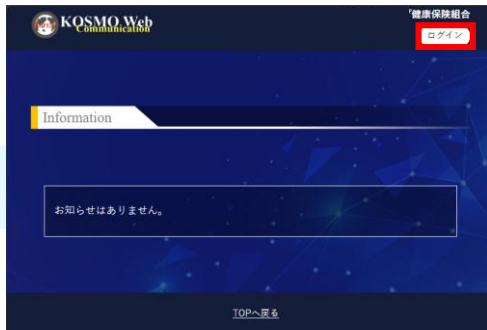 KOSMO Web
Communication
健康保険組合
ログイン
Information
お知らせはありません。
TOPへ戻る